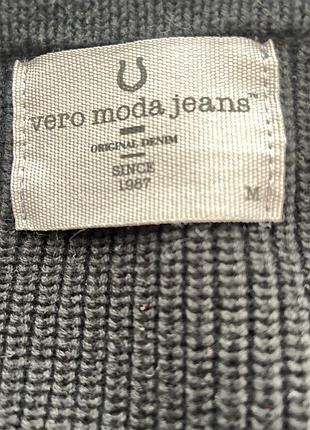 vero moda jeans™
ORIGINAL DENIM
SINCE
1987
M